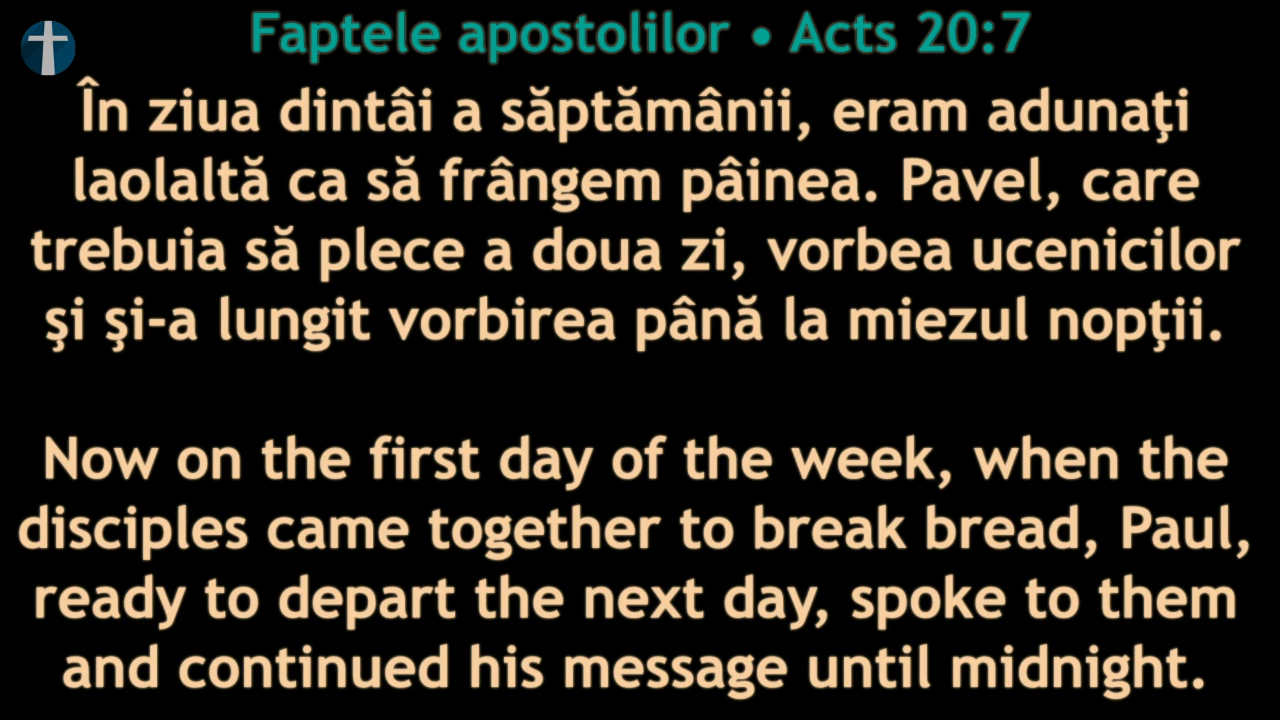 Faptele apostolilor • Acts 20:7
În ziua dintâi a săptămânii, eram adunaţi
laolaltă ca să frângem pâinea. Pavel, care
trebuia să plece a doua zi, vorbea ucenicilor
şi şi-a lungit vorbirea până la miezul nopţii.
Now on the first day of the week, when the
disciples came together to break bread, Paul,
ready to depart the next day, spoke to them
and continued his message until midnight.